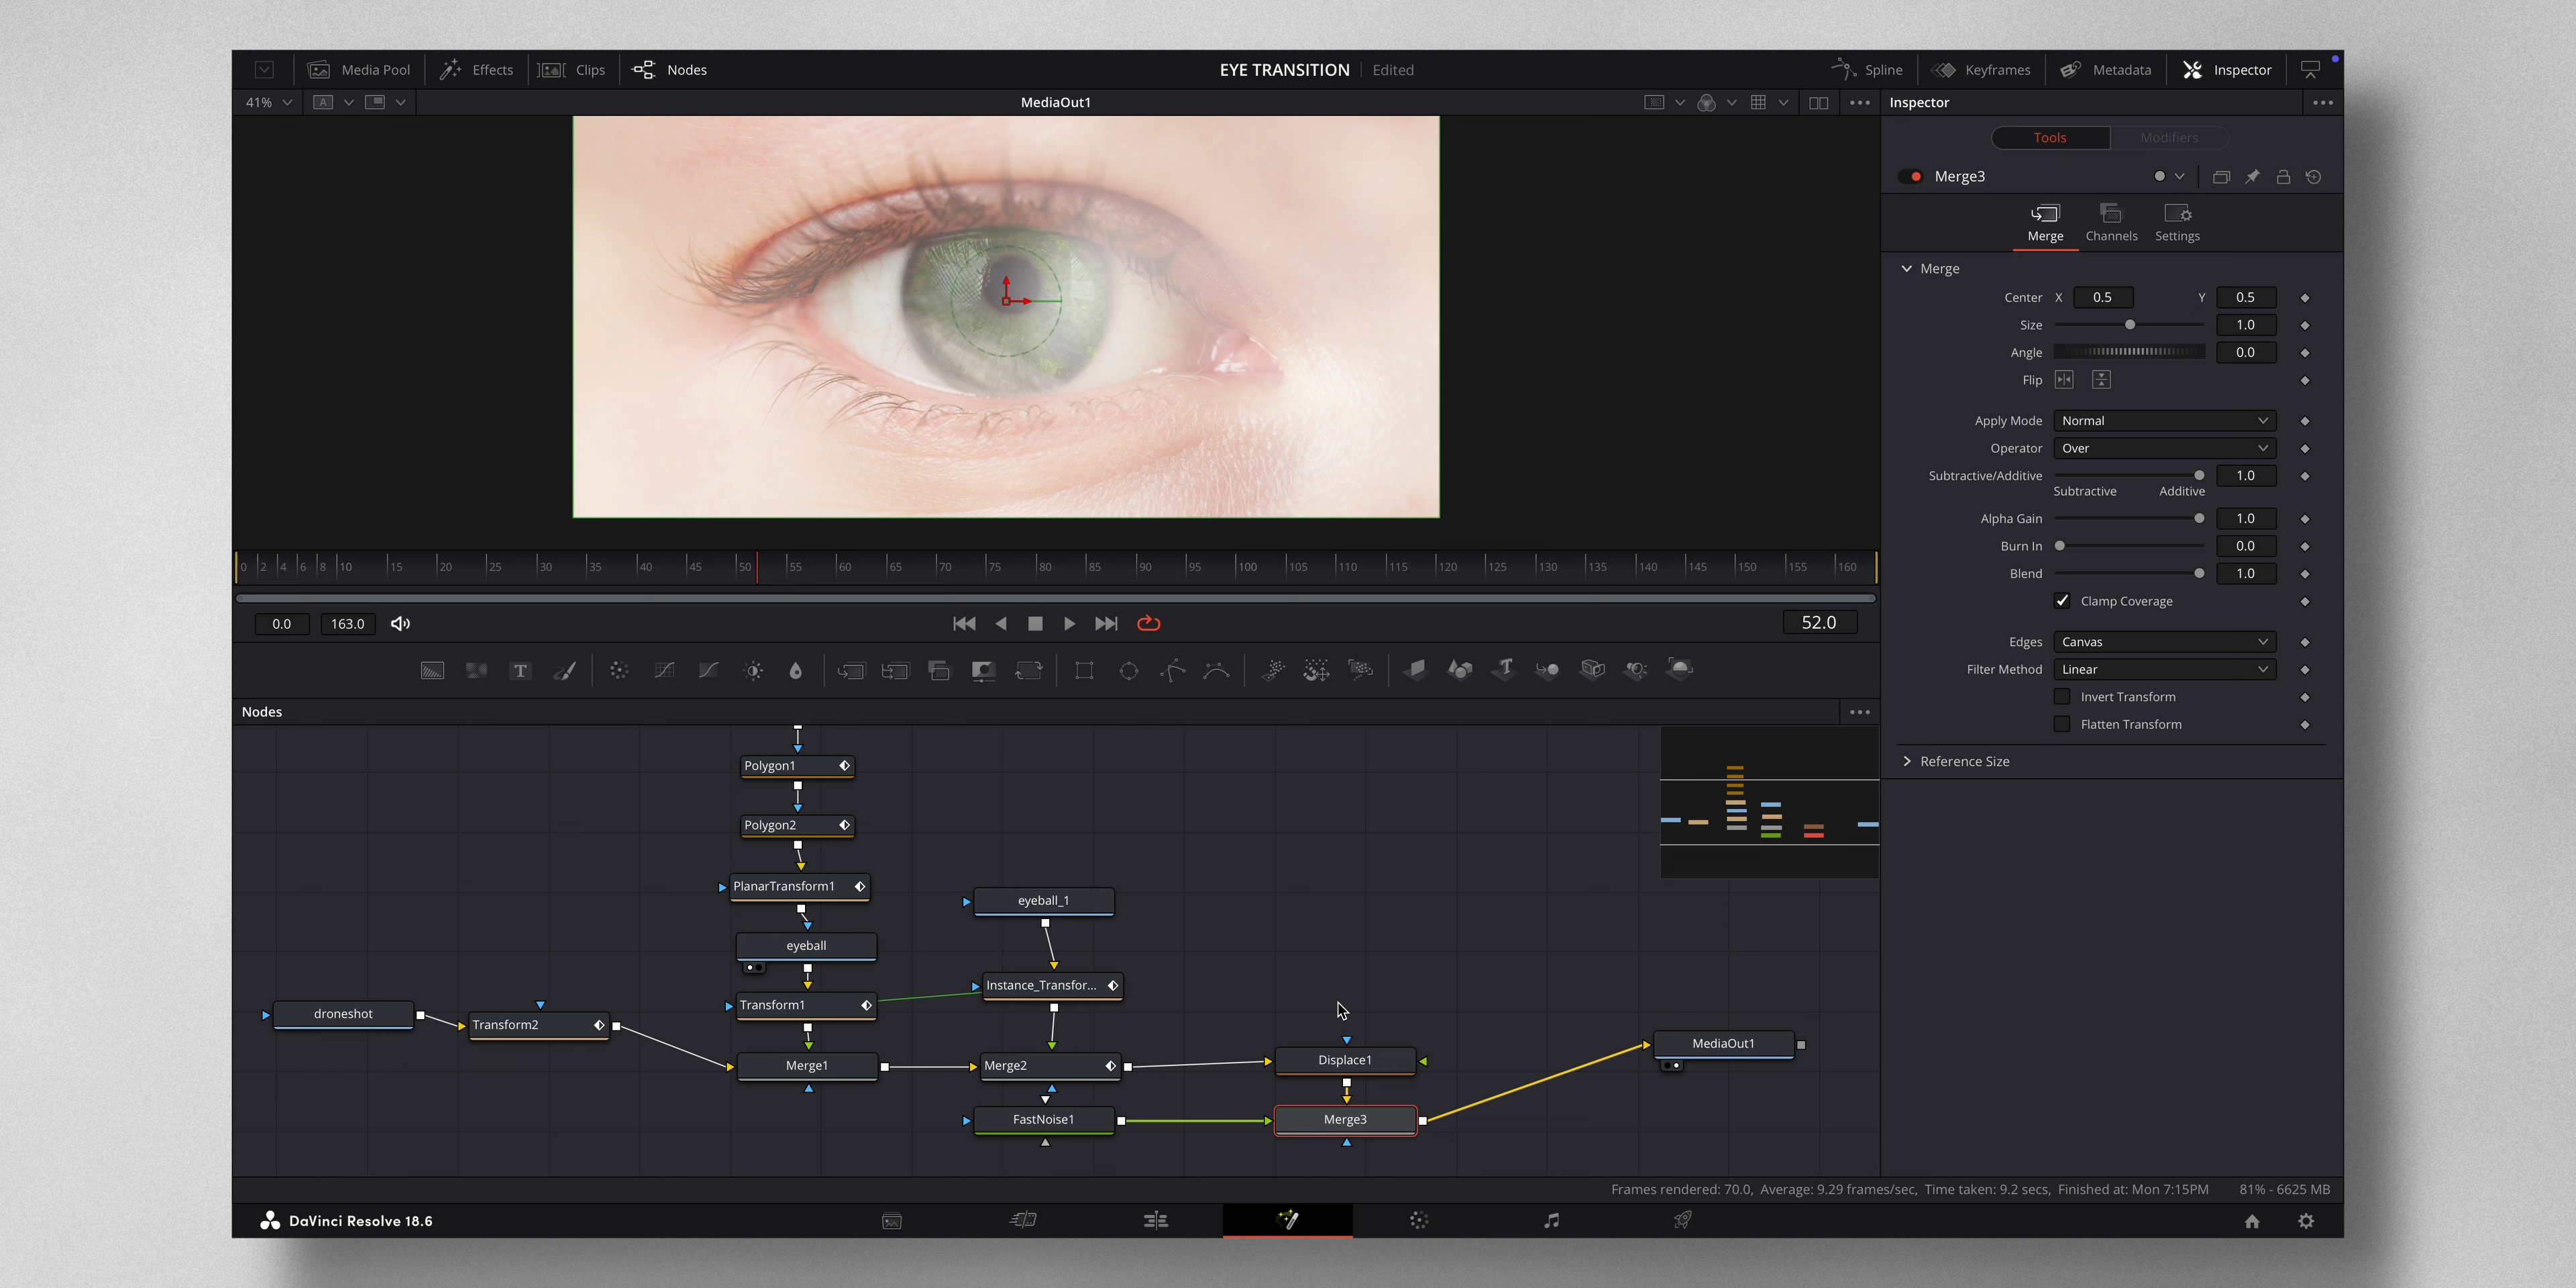 Media Pool
Effects
Clips
Nodes
EYE TRANSITION
Edited
Spline
Keyframes
Metadata
Inspector
41%
A
MediaOut1
Inspector
Tools
Modifiers
Merge3
Merge
Channels
Settings
Merge
Center X 0.5 Y 0.5
Size 1.0
Angle 0.0
Flip
Apply Mode Normal
Operator Over
Subtractive/Additive 1.0
Subtractive Additive
Alpha Gain 1.0
Burn In 0.0
Blend 1.0
Clamp Coverage
Edges Canvas
Filter Method Linear
Invert Transform
Flatten Transform
Reference Size
0 2 4 6 8 10 15 20 25 30 35 40 45 50 55 60 65 70 75 80 85 90 95 100 105 110 115 120 125 130 135 140 145 150 155 160
0.0 163.0 52.0
T
Nodes
Polygon1
Polygon2
PlanarTransform1
eyeball_1
eyeball
Instance_Transfor...
Transform1
droneshot
Transform2
Merge1
Merge2
Displace1
MediaOut1
FastNoise1
Merge3
Frames rendered: 70.0, Average: 9.29 frames/sec, Time taken: 9.2 secs, Finished at: Mon 7:15PM 81% - 6625 MB
DaVinci Resolve 18.6